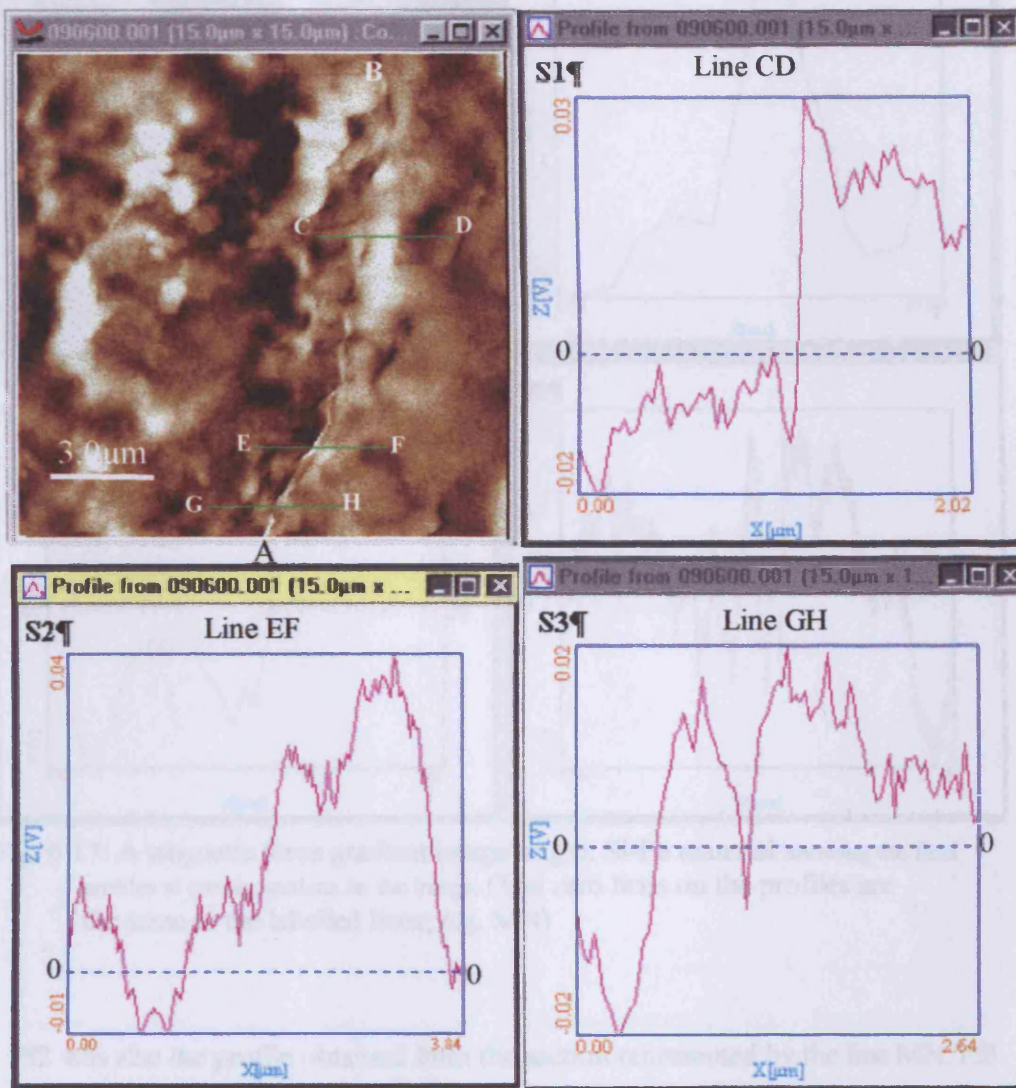 090600.001 (15.0µm x 15.0µm) Co...
B
C
D
E
F
3.0µm
G
H
A
Profile from 090600.001 (15.0µm x ...
S1¶
Line CD
0.03
Z[V]
0
0
-0.02
0.00
2.02
X[µm]
Profile from 090600.001 (15.0µm x ...
S2¶
Line EF
0.04
Z[V]
0
0
-0.01
0.00
3.84
X[µm]
Profile from 090600.001 (15.0µm x 1...
S3¶
Line GH
0.02
Z[V]
0
-0.02
0.00
2.64
X[µm]